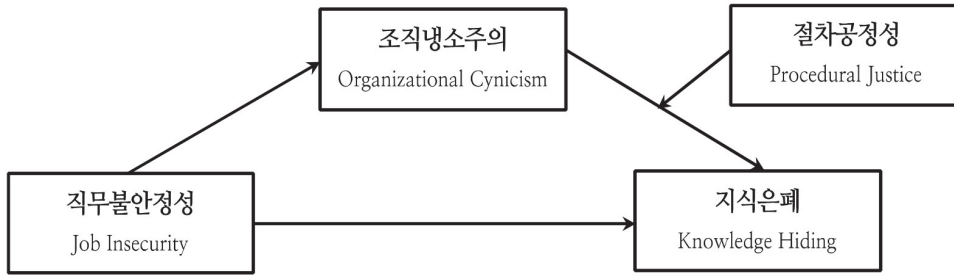 조직냉소주의
Organizational Cynicism
절차공정성
Procedural Justice
직무불안정성
Job Insecurity
지식은폐
Knowledge Hiding